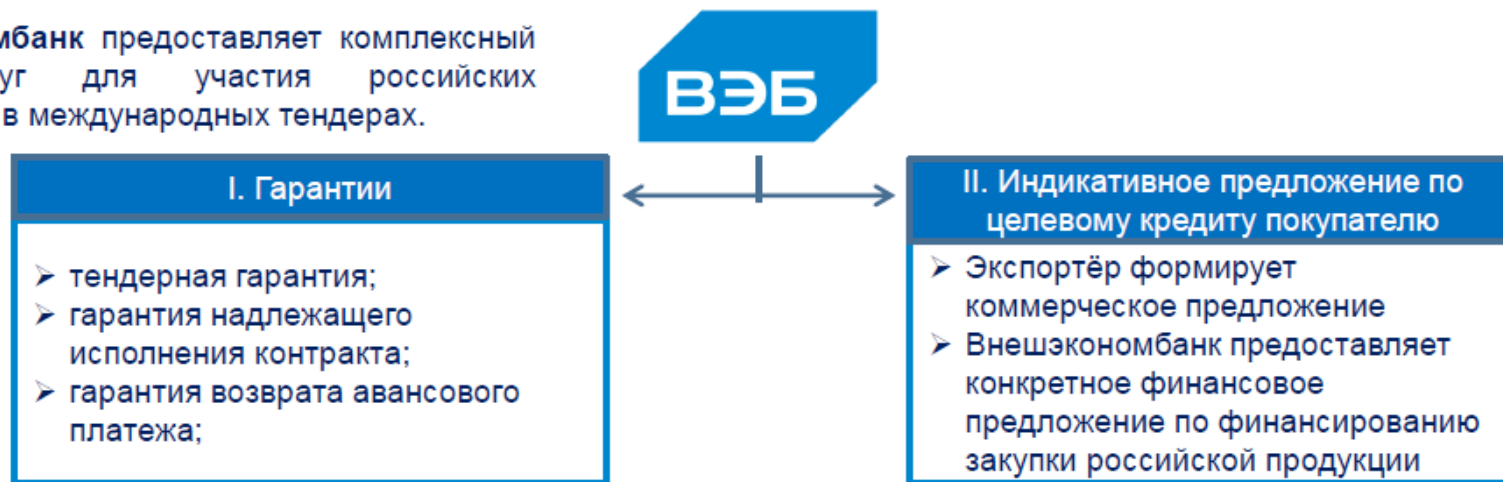 мбанк предоставляет комплексный
уг для участия российских
в международных тендерах.
ВЭБ
I. Гарантии
➢ тендерная гарантия;
➢ гарантия надлежащего
исполнения контракта;
➢ гарантия возврата авансового
платежа;
II. Индикативное предложение по
целевому кредиту покупателю
➢ Экспортёр формирует
коммерческое предложение
➢ Внешэкономбанк предоставляет
конкретное финансовое
предложение по финансированию
закупки российской продукции